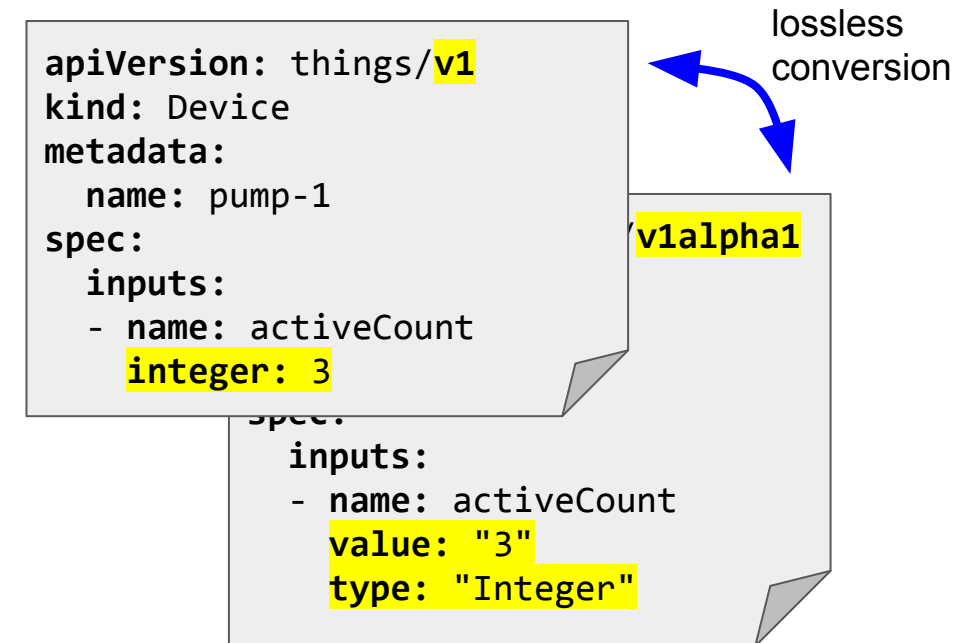 lossless
conversion
apiVersion: things/v1
kind: Device
metadata:
  name: pump-1
spec:
  inputs:
  - name: activeCount
    integer: 3
/v1alpha1
spec:
  inputs:
  - name: activeCount
    value: "3"
    type: "Integer"